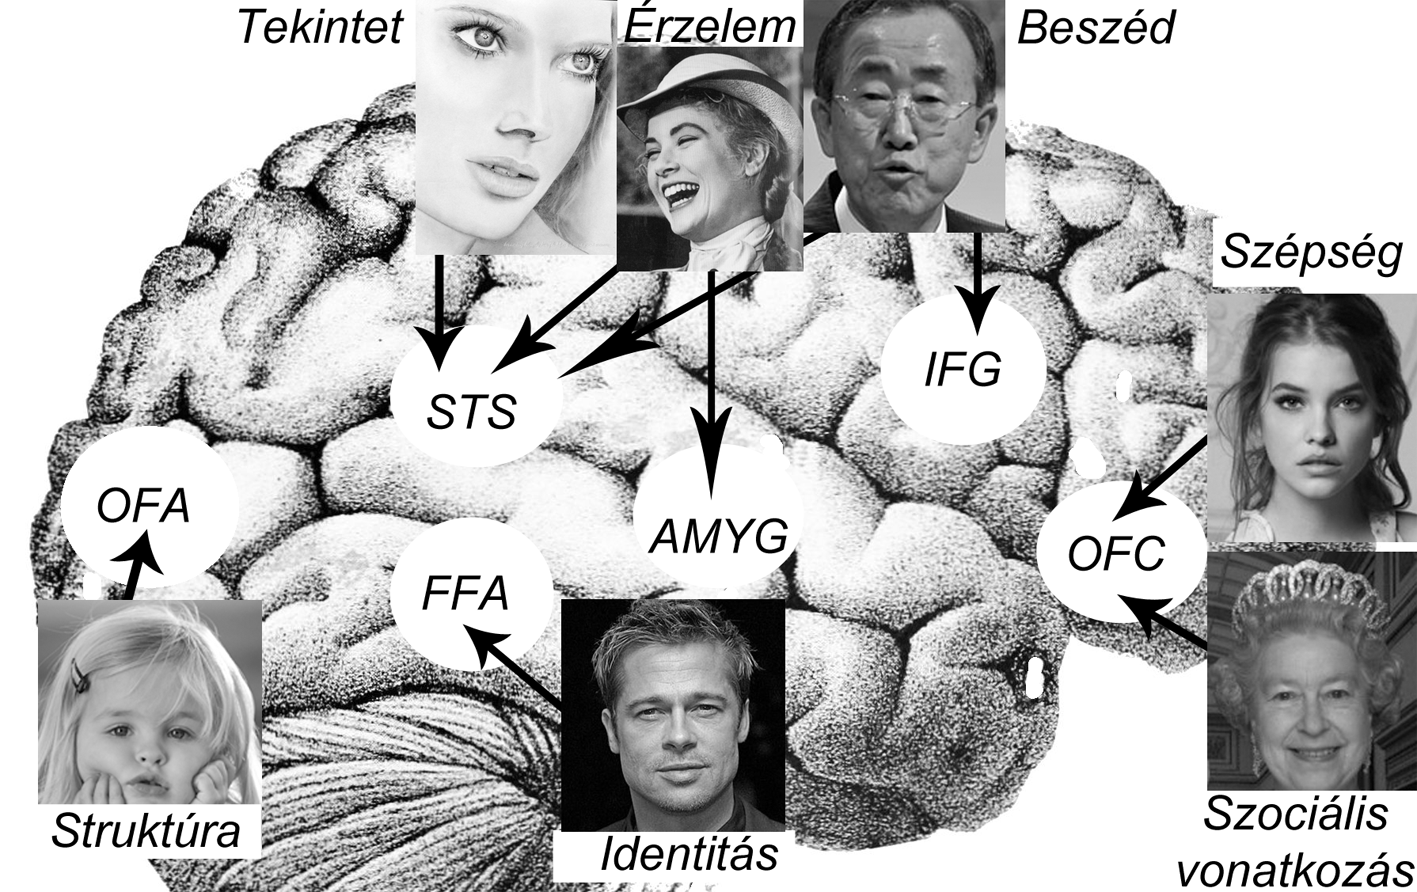 Tekintet
Érzelem
Beszéd
Szépség
IFG
STS
OFA
AMYG
OFC
FFA
Struktúra
Identitás
Szociális
vonatkozás